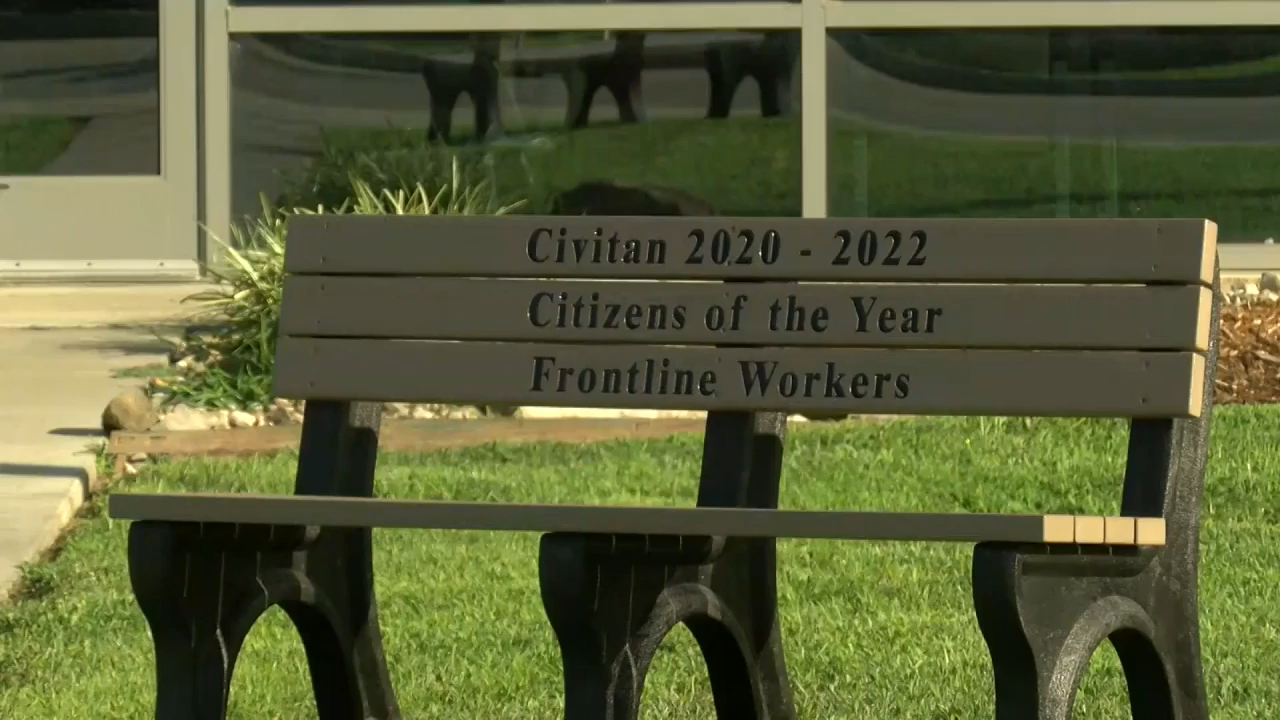 Civitan 2020 - 2022
Citizens of the Year
Frontline Workers